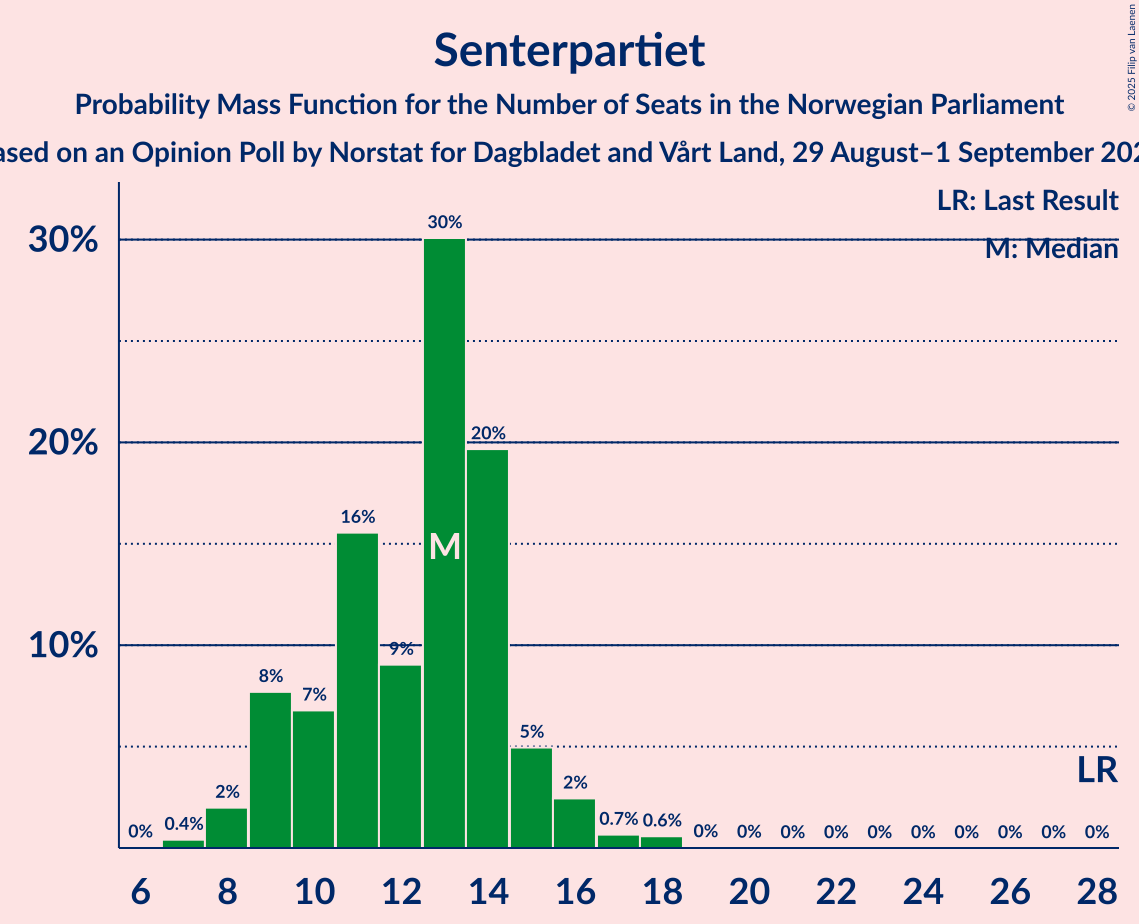 Senterpartiet
© 2025 Filip van Laenen
Probability Mass Function for the Number of Seats in the Norwegian Parliament
ased on an Opinion Poll by Norstat for Dagbladet and Vårt Land, 29 August–1 September 202
LR: Last Result
M: Median
30%
20%
10%
0% 0.4% 2% 8% 7% 16% 9% 30% 20% 5% 2% 0.7% 0.6% 0% 0% 0% 0% 0% 0% 0% 0% 0% 0%
M
LR
6 8 10 12 14 16 18 20 22 24 26 28